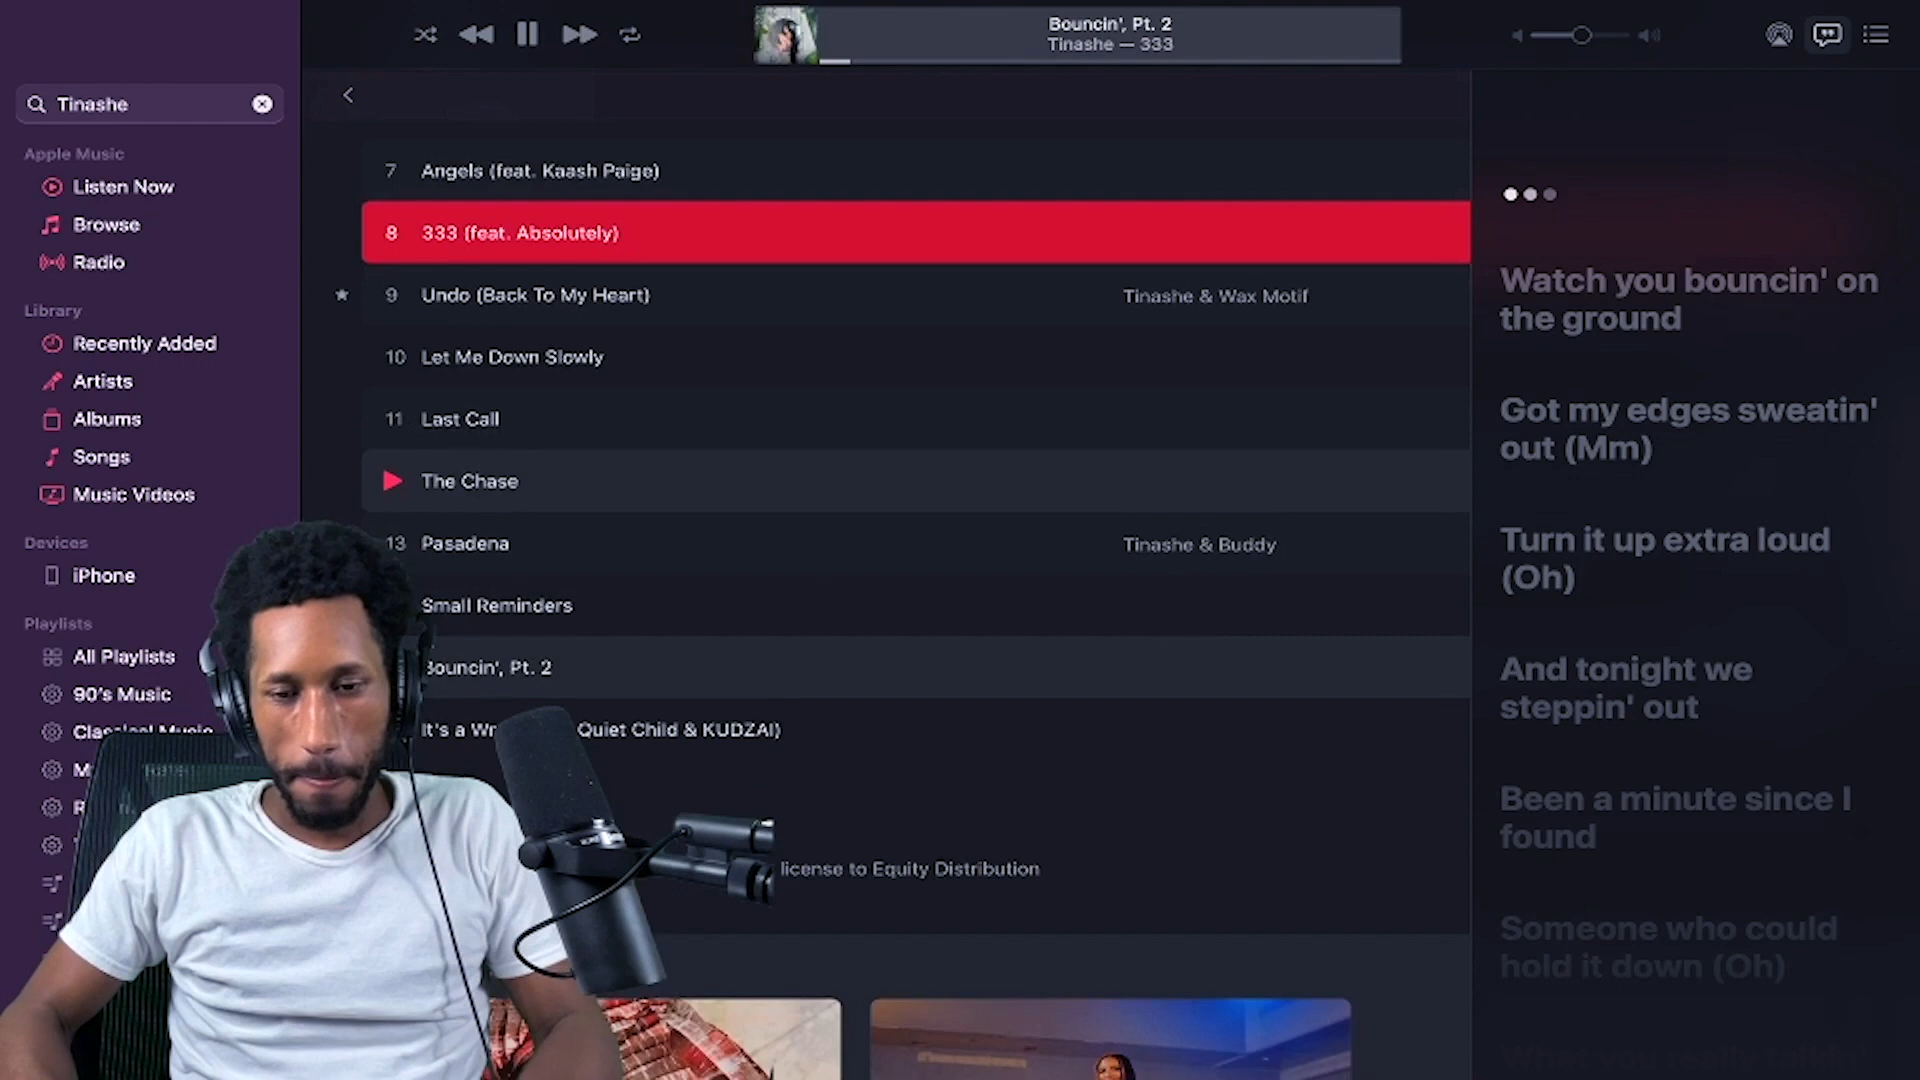 Bouncin', Pt. 2
Tinashe — 333
Tinashe
Apple Music
Listen Now
Browse
Radio
Library
Recently Added
Artists
Albums
Songs
Music Videos
Devices
iPhone
Playlists
All Playlists
90's Music
7 Angels (feat. Kaash Paige)
8 333 (feat. Absolutely)
9 Undo (Back To My Heart) Tinashe & Wax Motif
10 Let Me Down Slowly
11 Last Call
The Chase
13 Pasadena Tinashe & Buddy
Small Reminders
Bouncin', Pt. 2
It's a Wr Quiet Child & KUDZAI)
license to Equity Distribution
Watch you bouncin' on
the ground
Got my edges sweatin'
out (Mm)
Turn it up extra loud
(Oh)
And tonight we
steppin' out
Been a minute since I
found
Someone who could
hold it down (Oh)